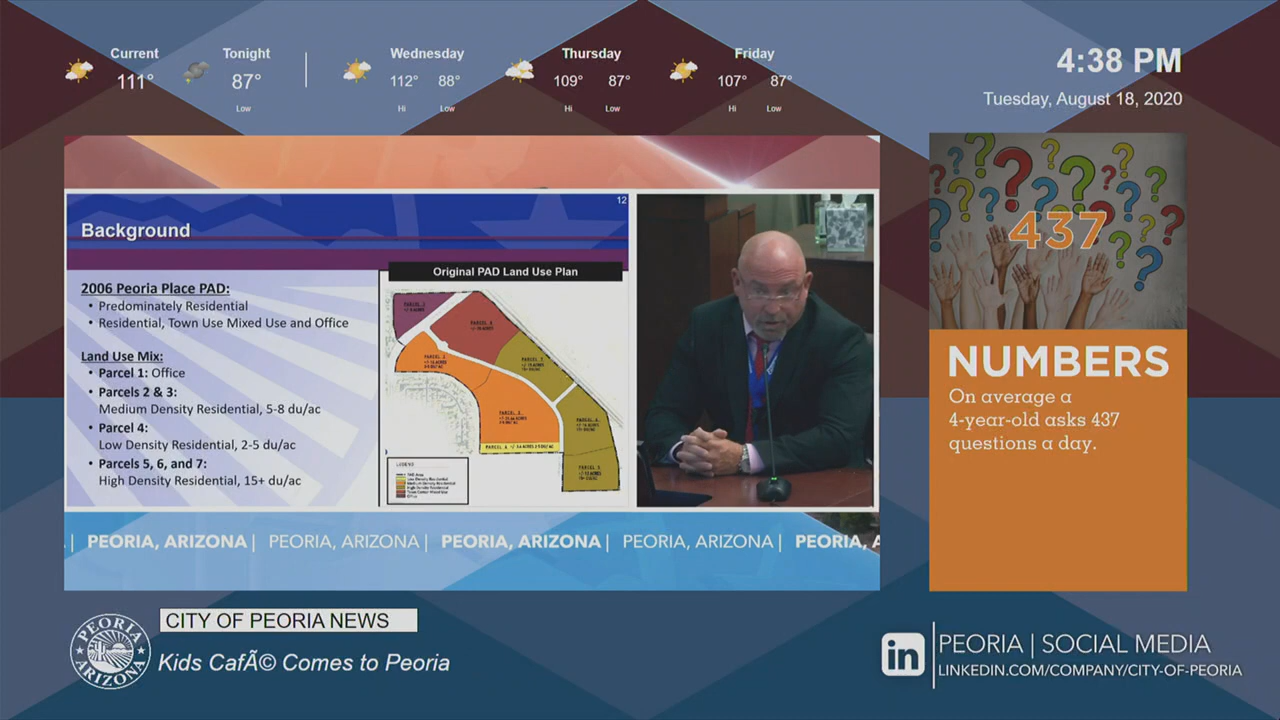 Current
111°
Tonight
87°
Low
Wednesday
112° 88°
Hi Low
Thursday
109° 87°
Hi Low
Friday
107° 87°
Hi Low
4:38 PM
Tuesday, August 18, 2020
12
Background
2006 Peoria Place PAD:
• Predominately Residential
• Residential, Town Use Mixed Use and Office
Land Use Mix:
• Parcel 1: Office
• Parcels 2 & 3:
Medium Density Residential, 5-8 du/ac
• Parcel 4:
Low Density Residential, 2-5 du/ac
• Parcels 5, 6, and 7:
High Density Residential, 15+ du/ac
Original PAD Land Use Plan
LEGEND
437
NUMBERS
On average a
4-year-old asks 437
questions a day.
| PEORIA, ARIZONA | PEORIA, ARIZONA | PEORIA, ARIZONA | PEORIA, ARIZONA | PEORIA, A
PEORIA
ARIZONA
CITY OF PEORIA NEWS
Kids CafÃ© Comes to Peoria
in
PEORIA | SOCIAL MEDIA
LINKEDIN.COM/COMPANY/CITY-OF-PEORIA